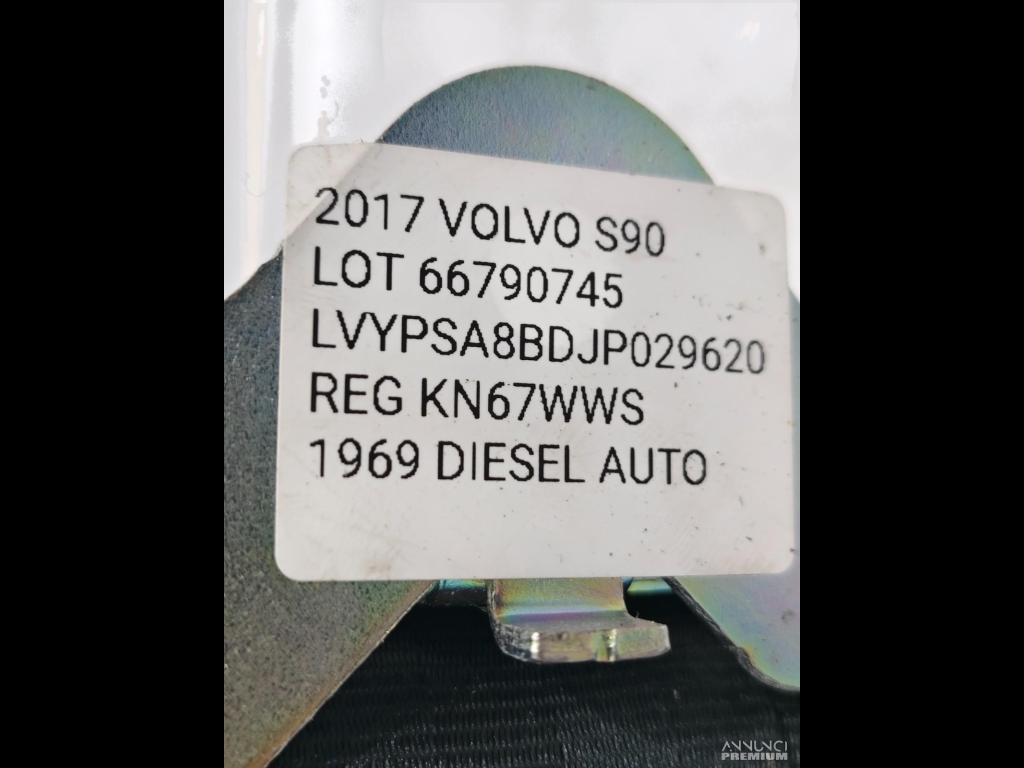 2017 VOLVO S90
LOT 66790745
LVYPSA8BDJP029620
REG KN67WWS
1969 DIESEL AUTO
ANNUNCI
PREMIUM